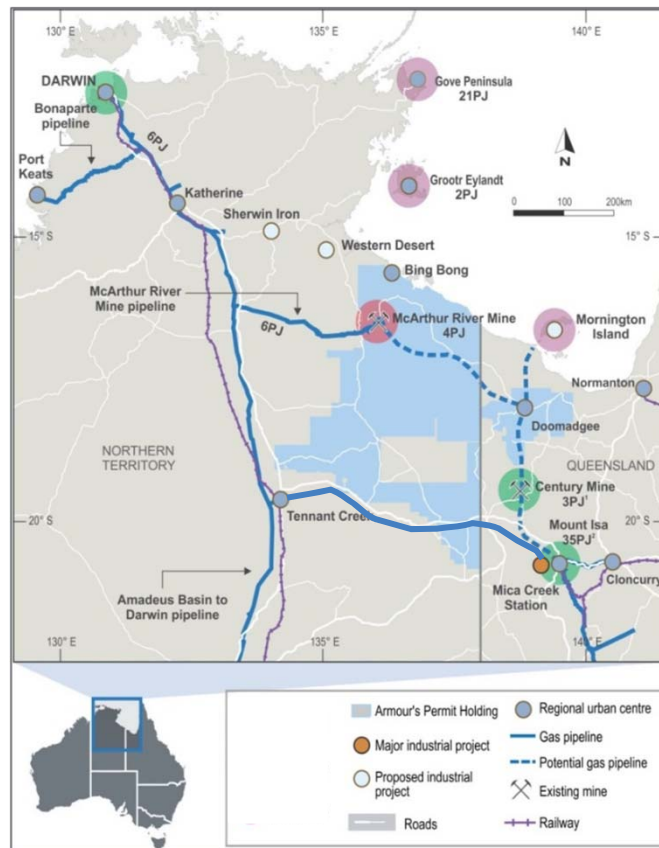 130° E
135° E
140° E
DARWIN
Gove Peninsula
21PJ
Bonaparte
pipeline
6PJ
N
Port
Keats
Grootr Eylandt
2PJ
Katherine
0
100
200km
Sherwin Iron
15° S
15° S
Western Desert
Bing Bong
McArthur River
Mine pipeline
McArthur River Mine
4PJ
6PJ
Mornington
Island
Normanton
Doomadgee
NORTHERN
TERRITORY
QUEENSLAND
Century Mine
3PJ¹
Tennant Creek
20° S
20° S
Mount Isa
35PJ²
Amadeus Basin to
Darwin pipeline
Mica Creek
Station
Cloncurry
130° E
135° E
140° E
Armour's Permit Holding
Regional urban centre
Major industrial project
Gas pipeline
Potential gas pipeline
Proposed industrial
project
Existing mine
Roads
Railway